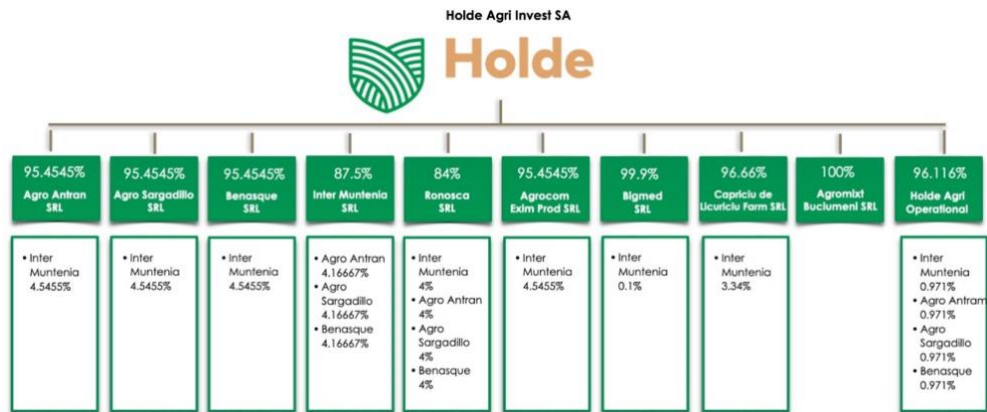 Holde Agri Invest SA
Holde
95.4545%
Agro Antran
SRL
95.4545%
Agro Sargadillo
SRL
95.4545%
Benasque
SRL
87.5%
Inter Muntenia
SRL
84%
Ronosca
SRL
95.4545%
Agrocom
Exim Prod SRL
99.9%
Bigmed
SRL
96.66%
Capriciu de
Licuriciu Farm SRL
100%
Agromixt
Buciumeni SRL
96.116%
Holde Agri
Operational
• Inter
Muntenia
4.5455%
• Inter
Muntenia
4.5455%
• Inter
Muntenia
4.5455%
• Agro Antran
4.16667%
• Agro
Sargadillo
4.16667%
• Benasque
4.16667%
• Inter
Muntenia
4%
• Agro Antran
4%
• Agro
Sargadillo
4%
• Benasque
4%
• Inter
Muntenia
4.5455%
• Inter
Muntenia
0.1%
• Inter
Muntenia
3.34%
• Inter
Muntenia
0.971%
• Agro Antram
0.971%
• Agro
Sargadillo
0.971%
• Benasque
0.971%